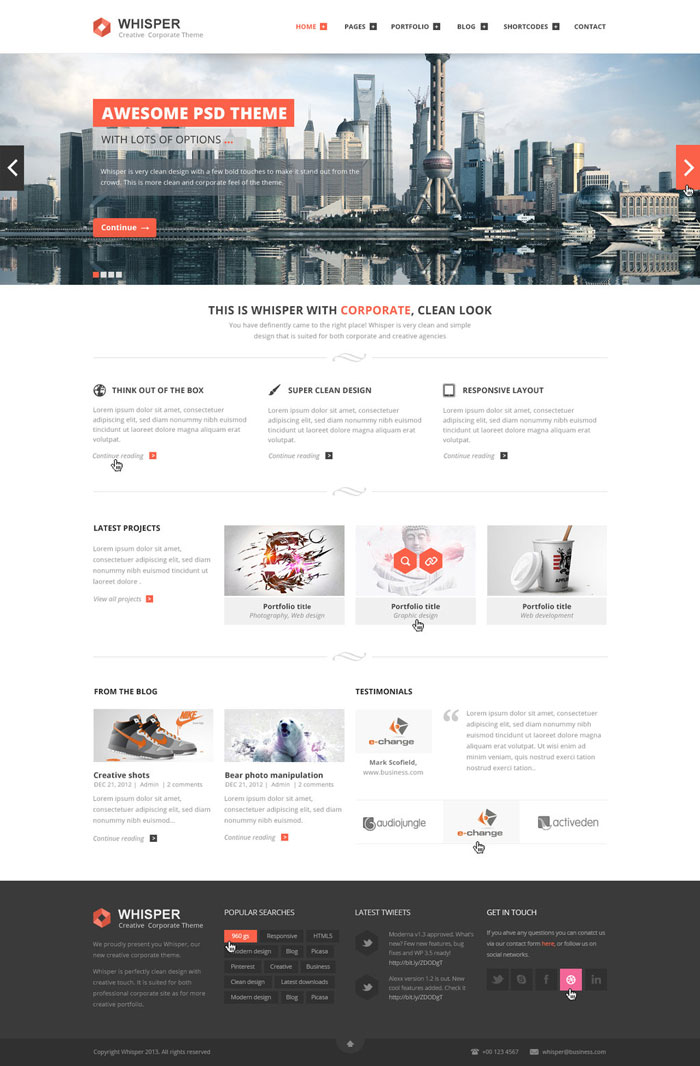 WHISPER
Creative Corporate Theme
HOME
PAGES
PORTFOLIO
BLOG
SHORTCODES
CONTACT
AWESOME PSD THEME
WITH LOTS OF OPTIONS ...
Whisper is very clean design with a few bold touches to make it stand out from the
crowd. This is more clean and corporate feel of the theme.
Continue →
THIS IS WHISPER WITH CORPORATE, CLEAN LOOK
You have definently came to the right place! Whisper is very clean and simple
design that is suited for both corporate and creative agencies.
THINK OUT OF THE BOX
Lorem ipsum dolor sit amet, consectetuer
adipiscing elit, sed diam nonummy nibh euismod
tincidunt ut laoreet dolore magna aliquam erat
volutpat.
Continue reading
SUPER CLEAN DESIGN
Lorem ipsum dolor sit amet, consectetuer
adipiscing elit, sed diam nonummy nibh euismod
tincidunt ut laoreet dolore magna aliquam erat
volutpat.
Continue reading
RESPONSIVE LAYOUT
Lorem ipsum dolor sit amet, consectetuer
adipiscing elit, sed diam nonummy nibh euismod
tincidunt ut laoreet dolore magna aliquam erat
volutpat.
Continue reading
LATEST PROJECTS
Lorem ipsum dolor sit amet,
consectetuer adipiscing elit, sed diam
nonummy nibh euismod tincidunt ut
laoreet dolore ..
View all projects
Portfolio title
Photography, Web design
Portfolio title
Graphic design
Portfolio title
Web development
FROM THE BLOG
NIKE
Creative shots
DEC 21, 2012 | Admin | 2 comments
Lorem ipsum dolor sit amet,
consectetuer adipiscing elit, sed diam
nonummy nibh euismod...
Continue reading
Bear photo manipulation
DEC 21, 2012 | Admin | 2 comments
Lorem ipsum dolor sit amet,
consectetuer adipiscing elit, sed diam
nonummy nibh euismod..
Continue reading
TESTIMONIALS
e-change
Mark Scofield,
www.business.com
“
Lorem ipsum dolor sit amet, consectetuer
adipiscing elit, sed diam nonummy nibh
euismod tincidunt ut laoreet dolore magna
aliquam erat volutpat. Ut wisi enim ad
minim veniam, quis nostrud exerci tation
nostrud exerci tation..
audiojungle
e-change
activeden
WHISPER
Creative Corporate Theme
We proudly present you Whisper, our
new creative corporate theme.
Whisper is perfectly clean design with
creative touch. It is suited for both
professional corporate site as for more
creative portfolio.
POPULAR SEARCHES
960 gs
Responsive
HTML5
Modern design
Blog
Picasa
Pinterest
Creative
Business
Clean design
Latest downloads
Modern design
Blog
Picasa
LATEST TWEETS
Moderna v1.3 approved. What's
new? Few new features, bug
fixes and WP 3.5 ready!
http://bit.ly/ZDODgT
Alexx version 1.2 is out. New
cool features added. Check it
http://bit.ly/ZDODgT
GET IN TOUCH
If you ahve any questions you can conatct us
via our contact form here, or follow us on
social networks.
Copyright Whisper 2013. All rights reserved
+00 123 4567
whisper@business.com